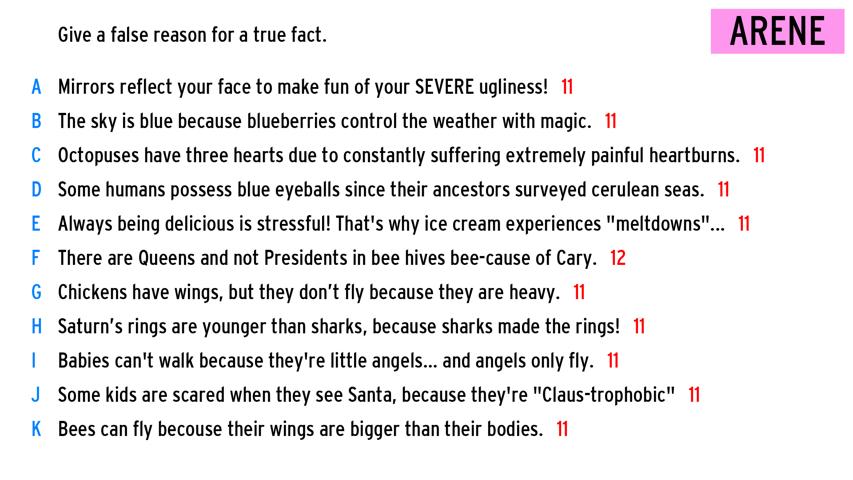 Give a false reason for a true fact.
ARENE
A Mirrors reflect your face to make fun of your SEVERE ugliness! 11
B The sky is blue because blueberries control the weather with magic. 11
C Octopuses have three hearts due to constantly suffering extremely painful heartburns. 11
D Some humans possess blue eyeballs since their ancestors surveyed cerulean seas. 11
E Always being delicious is stressful! That's why ice cream experiences "meltdowns"... 11
F There are Queens and not Presidents in bee hives bee-cause of Cary. 12
G Chickens have wings, but they don’t fly because they are heavy. 11
H Saturn’s rings are younger than sharks, because sharks made the rings! 11
I Babies can't walk because they're little angels... and angels only fly. 11
J Some kids are scared when they see Santa, because they're "Claus-trophobic" 11
K Bees can fly becouse their wings are bigger than their bodies. 11